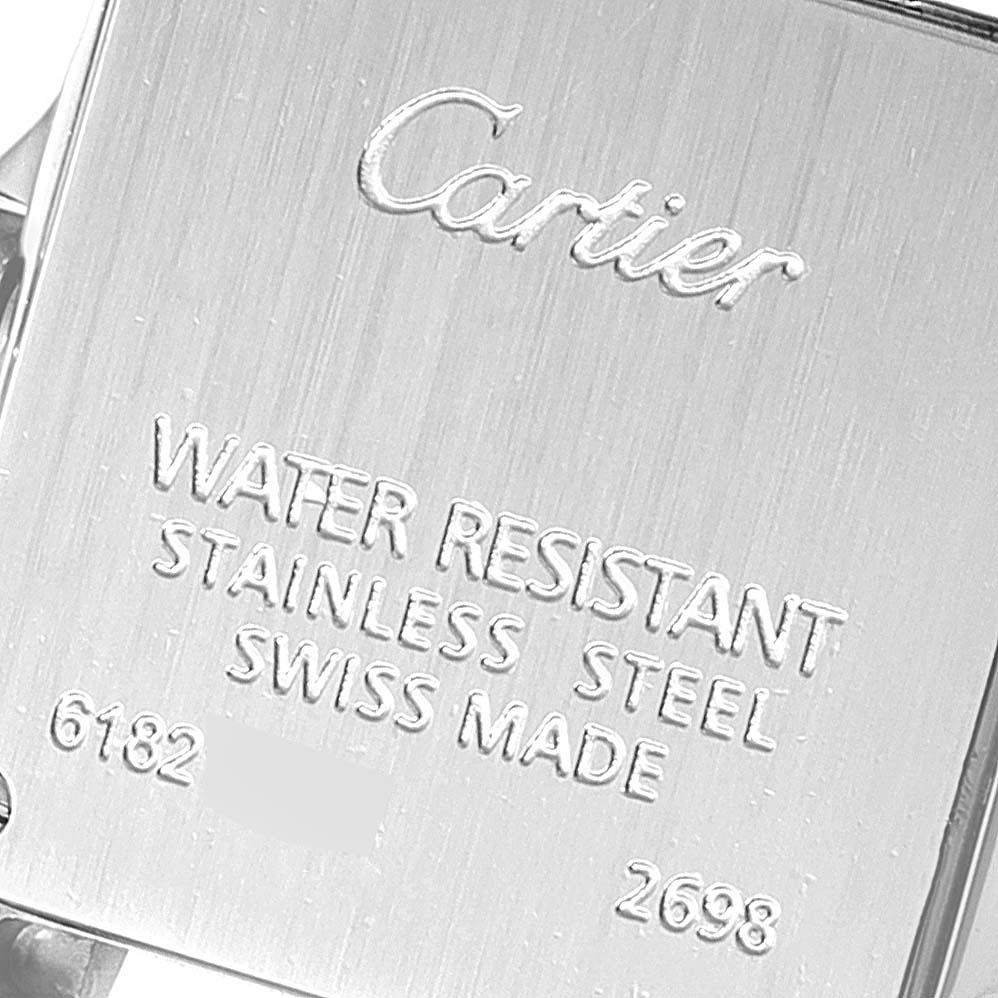 Cartier
WATER RESISTANT
STAINLESS STEEL
SWISS MADE
6182
2698